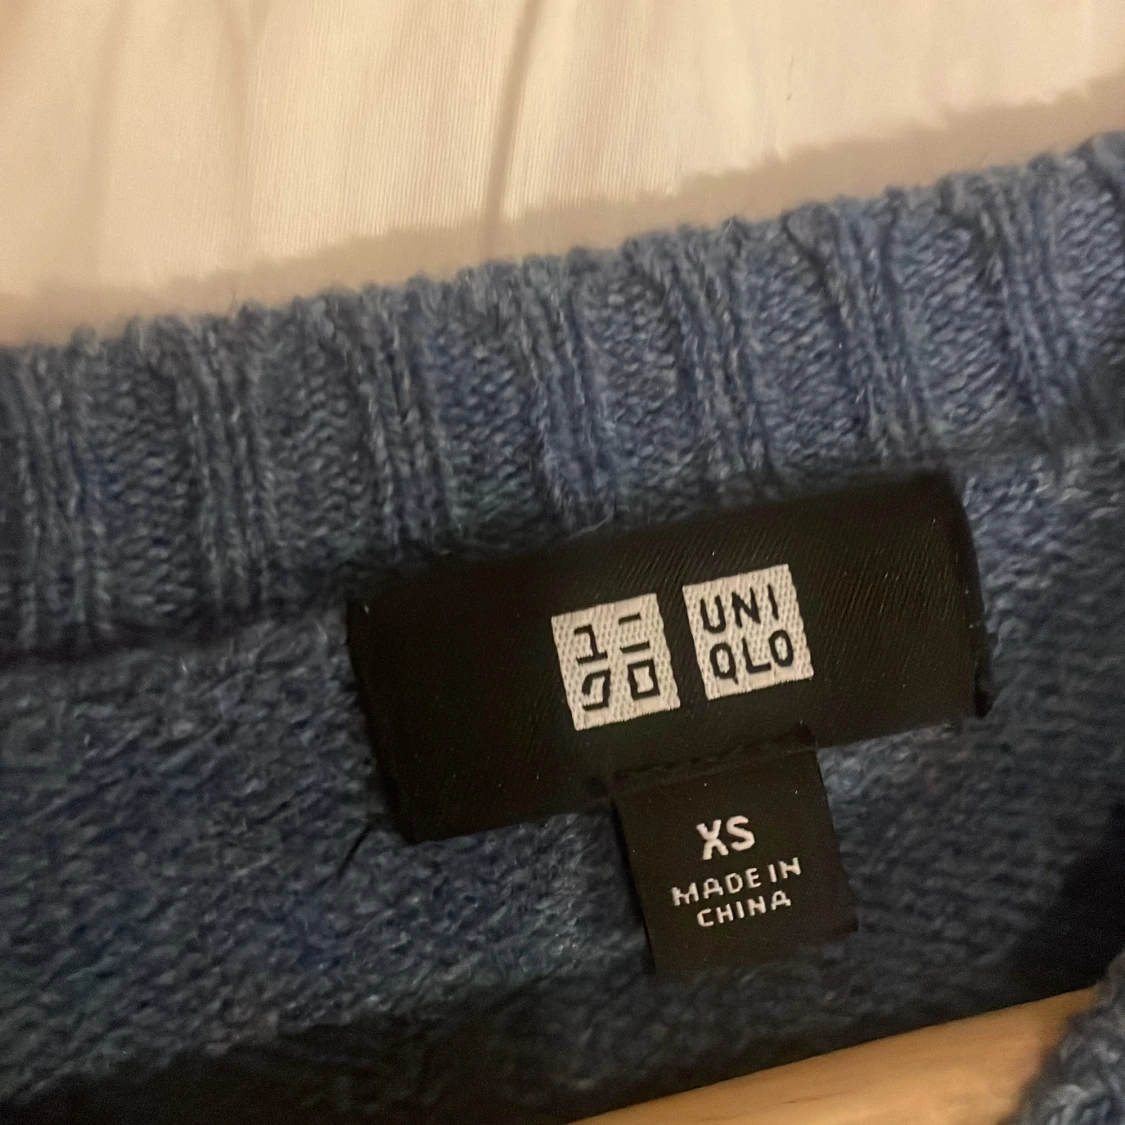 ユニ
クロ
UNI
QLO
XS
MADE IN
CHINA